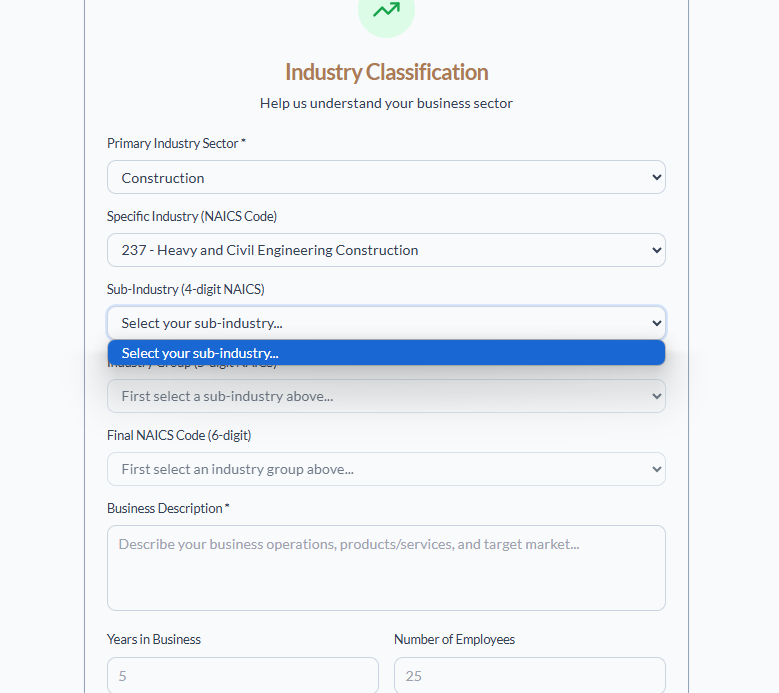 Industry Classification
Help us understand your business sector
Primary Industry Sector *
Construction
Specific Industry (NAICS Code)
237 - Heavy and Civil Engineering Construction
Sub-Industry (4-digit NAICS)
Select your sub-industry...
Select your sub-industry...
Industry Group (5-digit NAICS)
First select a sub-industry above...
Final NAICS Code (6-digit)
First select an industry group above...
Business Description *
Describe your business operations, products/services, and target market...
Years in Business
Number of Employees
5
25